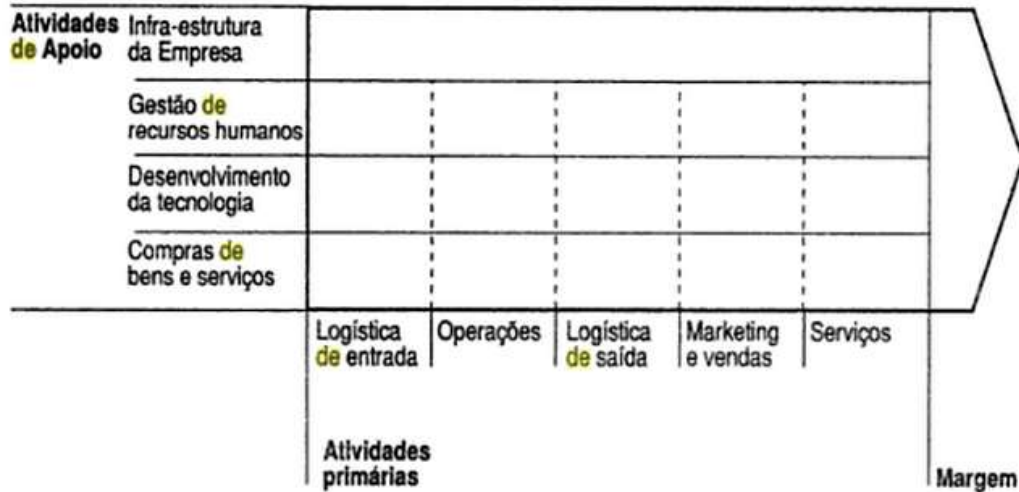 Atividades
de Apoio
Infra-estrutura
da Empresa
Gestão de
recursos humanos
Desenvolvimento
da tecnologia
Compras de
bens e serviços
Logística
de entrada
Operações
Logística
de saída
Marketing
e vendas
Serviços
Atividades
primárias
Margem